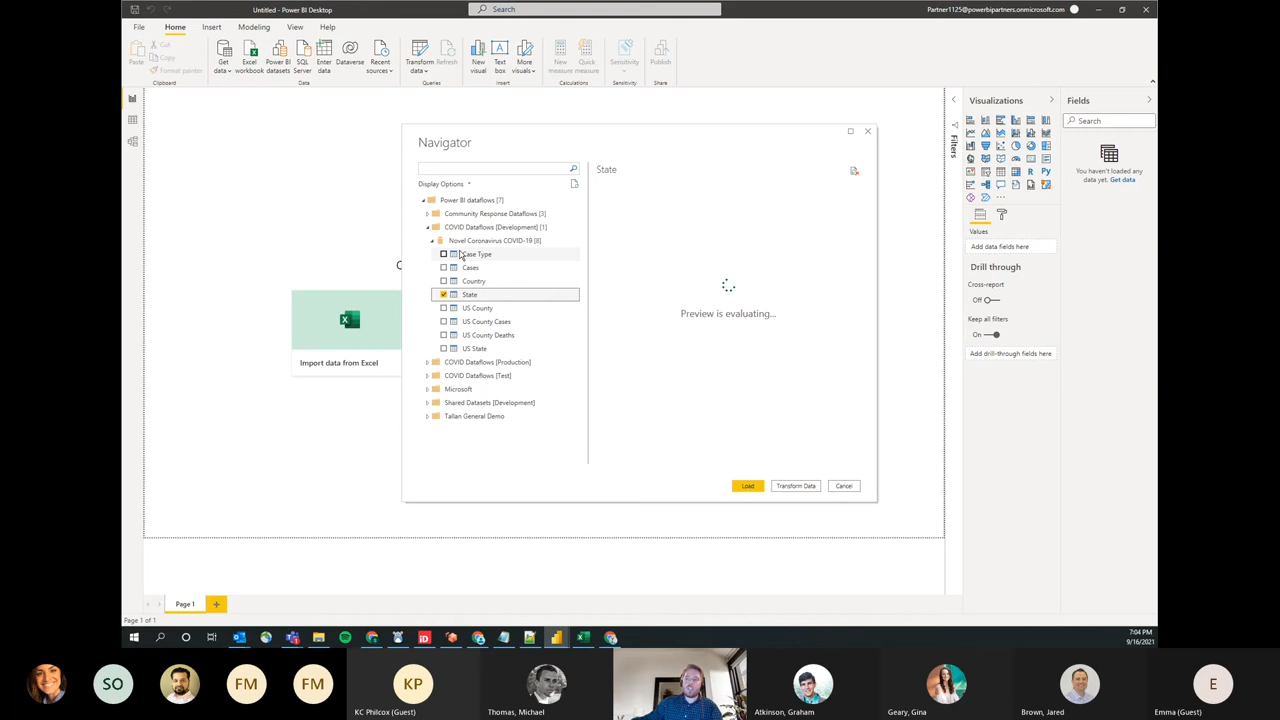 Untitled - Power BI Desktop
Search
Partner1125@powerbipartners.onmicrosoft.com
File
Home
Insert
Modeling
View
Help
Paste
Cut
Copy
Format painter
Get data
Excel workbook
Power BI datasets
SQL Server
Enter data
Dataverse
Recent sources
Transform data
Refresh
New visual
Text box
More visuals
New measure
Quick measure
Sensitivity
Publish
Clipboard
Data
Queries
Insert
Calculations
Sensitivity
Share
Navigator
Display Options
Power BI dataflows [7]
Community Response Dataflows [3]
COVID Dataflows [Development] [1]
Novel Coronavirus COVID-19 [8]
Case Type
Cases
Country
State
US County
US County Cases
US County Deaths
US State
COVID Dataflows [Production]
COVID Dataflows [Test]
Microsoft
Shared Datasets [Development]
Tallan General Demo
State
Preview is evaluating...
Load
Transform Data
Cancel
Import data from Excel
Filters
Visualizations
Values
Add data fields here
Drill through
Cross-report
Off
Keep all filters
On
Add drill-through fields here
Fields
Search
You haven't loaded
any data yet. Get data
Page 1
Page 1 of 1
7:04 PM
9/16/2021
SO
FM
FM
KP
E
KC Philcox (Guest)
Thomas, Michael
Atkinson, Graham
Geary, Gina
Brown, Jared
Emma (Guest)